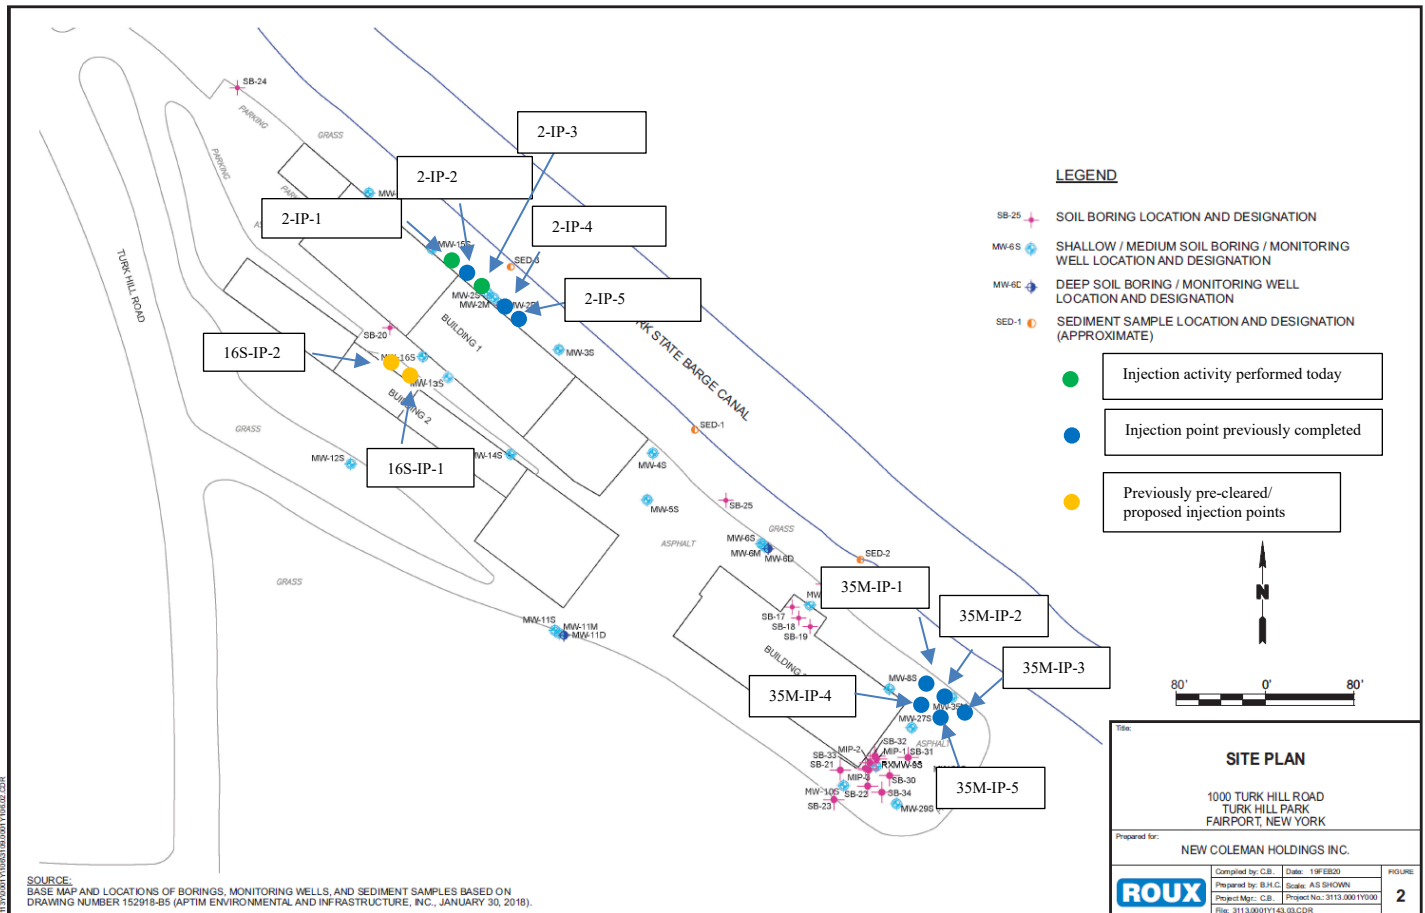 SB-24
PARKING
GRASS
PARKING
2-IP-3
2-IP-2
2-IP-1
2-IP-4
2-IP-5
MW-15S
SED-3
MW-2S
MW-2M
BUILDING 1
MW-3S
SB-20
16S-IP-2
MW-13S
BUILDING 2
16S-IP-1
TURK HILL ROAD
STATE BARGE CANAL
SED-1
GRASS
MW-12S
MW-14S
MW-4S
MW-5S
SB-25
GRASS
ASPHALT
MW-6S
MW-6M
MW-6D
SED-2
GRASS
MW-11S
MW-11M
MW-11D
SB-17
SB-18
SB-19
35M-IP-1
35M-IP-2
35M-IP-3
35M-IP-4
35M-IP-5
MW-8S
MW-27S
ASPHALT
SB-32
MIP-2
MIP-1
SB-31
SB-33
SB-21
MIP-3
SB-30
MW-10S
SB-22
SB-34
SB-23
MW-29S
LEGEND
SB-25
SOIL BORING LOCATION AND DESIGNATION
MW-6S
SHALLOW / MEDIUM SOIL BORING / MONITORING
WELL LOCATION AND DESIGNATION
MW-6D
DEEP SOIL BORING / MONITORING WELL
LOCATION AND DESIGNATION
SED-1
SEDIMENT SAMPLE LOCATION AND DESIGNATION
(APPROXIMATE)
Injection activity performed today
Injection point previously completed
Previously pre-cleared/
proposed injection points
N
80' 0' 80'
Title:
SITE PLAN
1000 TURK HILL ROAD
TURK HILL PARK
FAIRPORT, NEW YORK
Prepared for:
NEW COLEMAN HOLDINGS INC.
ROUX
Compiled by: C.B. Date: 19FEB20
Prepared by: B.H.C. Scale: AS SHOWN
Project Mgr.: C.B. Project No.: 3113.0001Y000
File: 3113.0001Y143.03.CDR
FIGURE
2
SOURCE:
BASE MAP AND LOCATIONS OF BORINGS, MONITORING WELLS, AND SEDIMENT SAMPLES BASED ON
DRAWING NUMBER 152918-B5 (APTIM ENVIRONMENTAL AND INFRASTRUCTURE, INC., JANUARY 30, 2018).